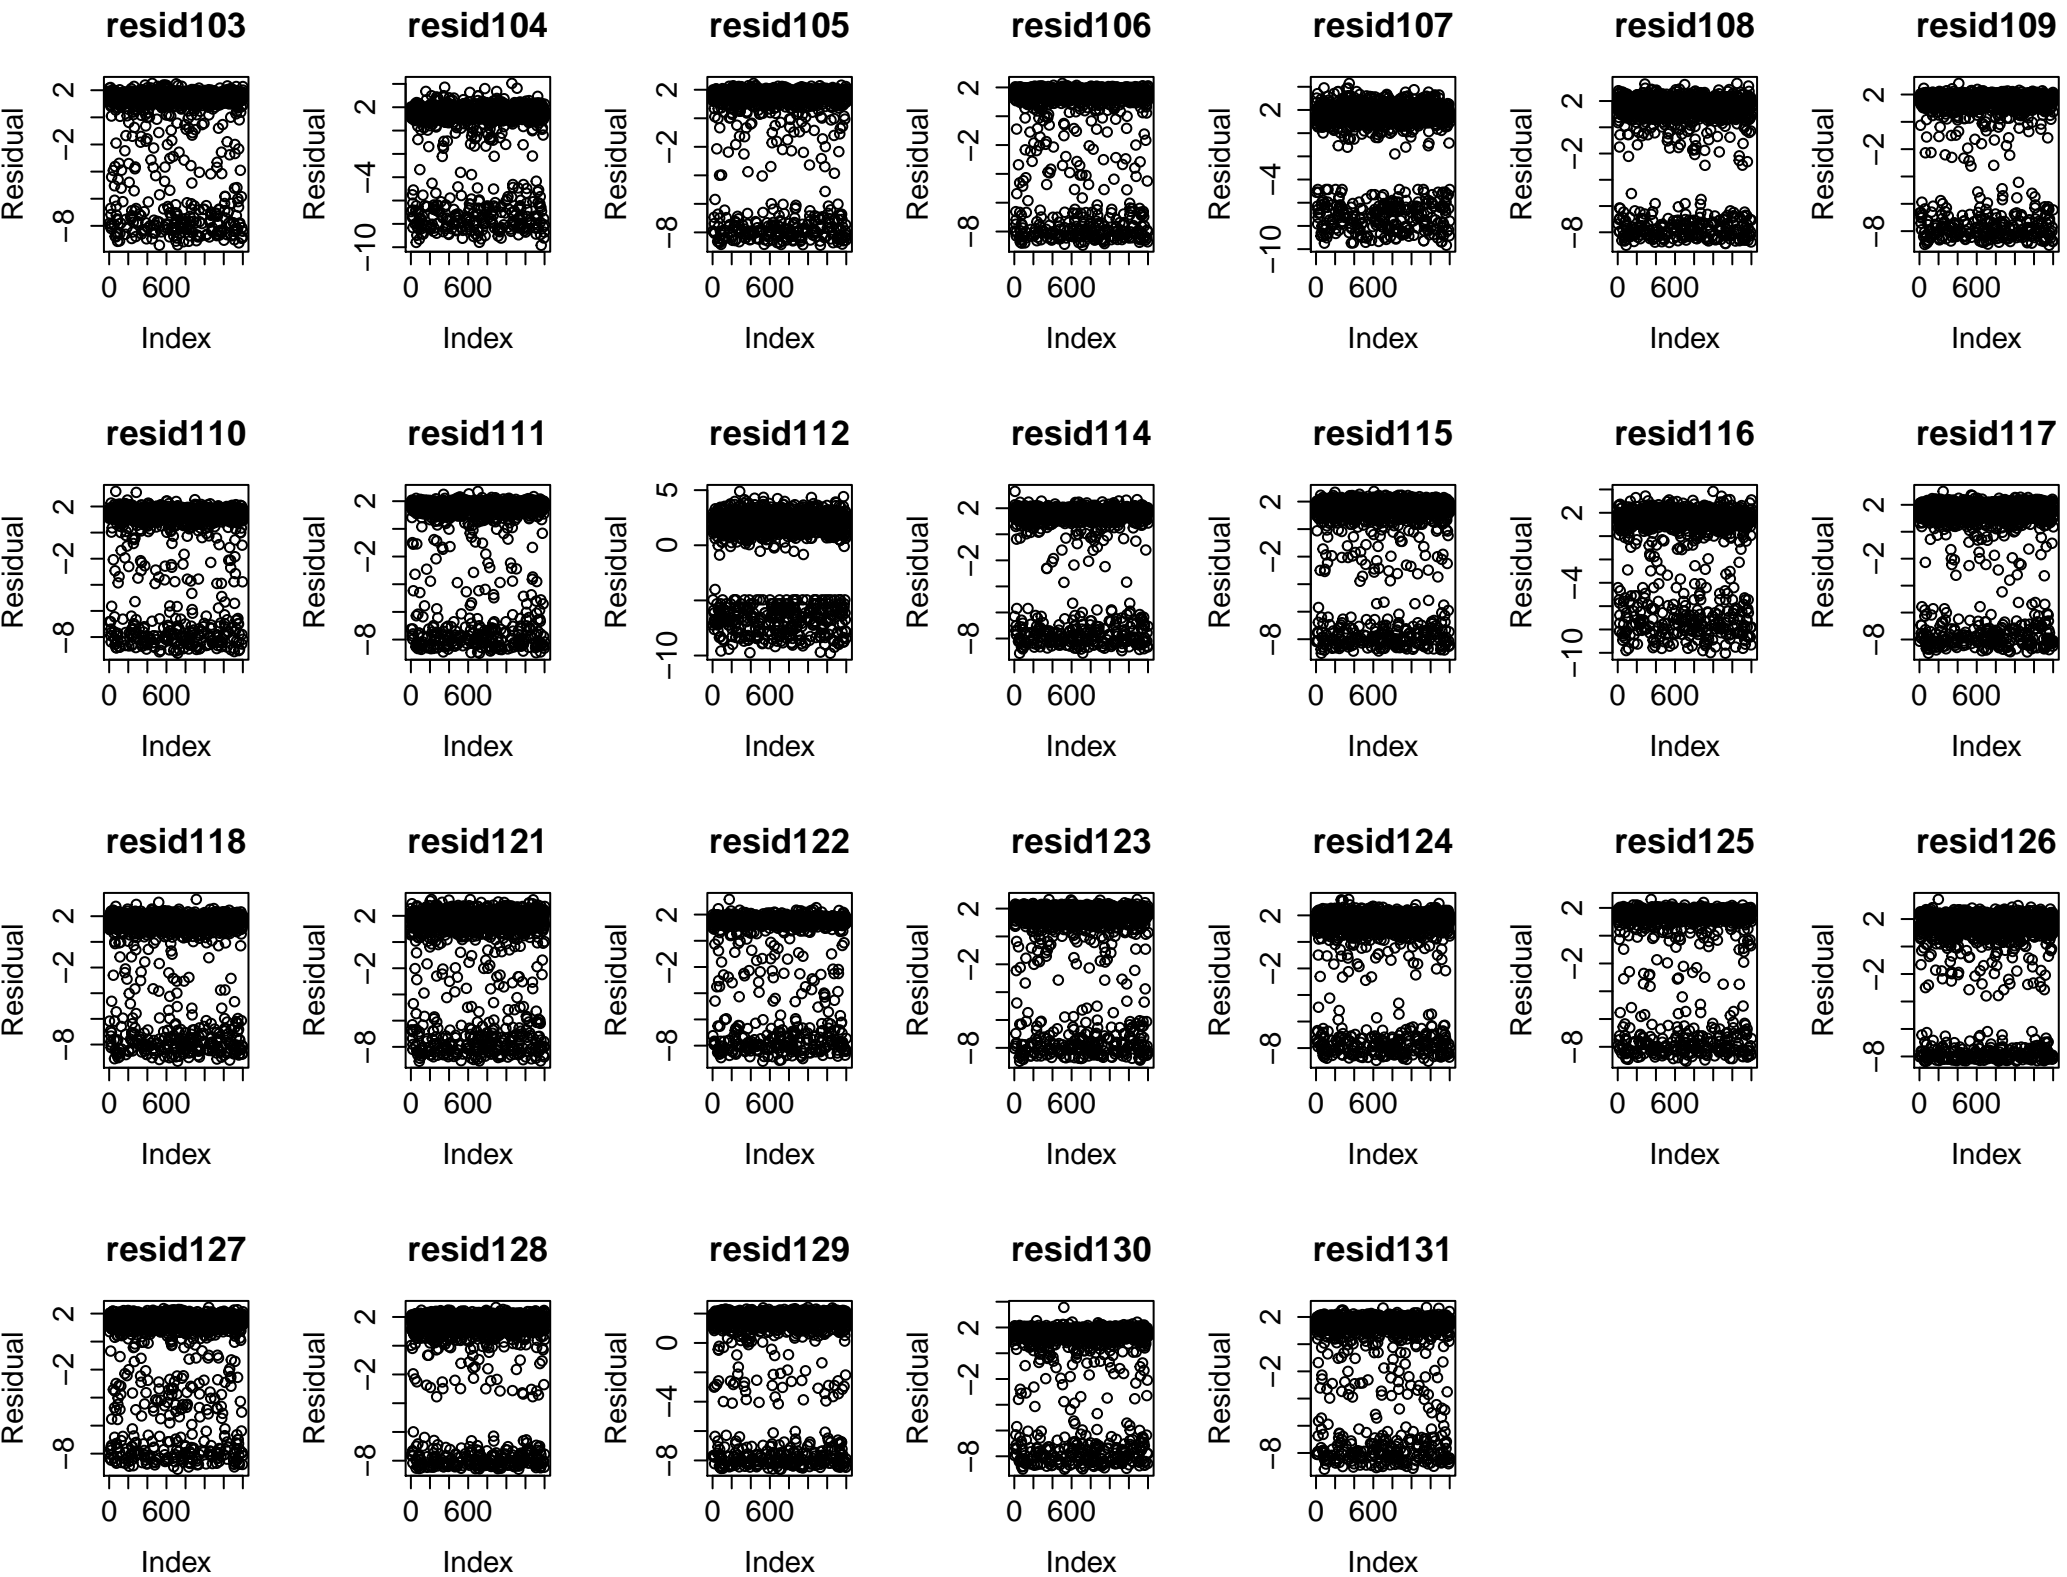 resid103 resid104 resid105 resid106 resid107 resid108 resid109
Residual Residual Residual Residual Residual Residual Residual
2 −2 −8 2 −4 −10 2 −2 −8 2 −2 −8 2 −4 −10 2 −2 −8 2 −2 −8
0 600 0 600 0 600 0 600 0 600 0 600 0 600
Index Index Index Index Index Index Index
resid110 resid111 resid112 resid114 resid115 resid116 resid117
Residual Residual Residual Residual Residual Residual Residual
2 −2 −8 2 −2 −8 5 0 −10 2 −2 −8 2 −2 −8 2 −4 −10 2 −2 −8
0 600 0 600 0 600 0 600 0 600 0 600 0 600
Index Index Index Index Index Index Index
resid118 resid121 resid122 resid123 resid124 resid125 resid126
Residual Residual Residual Residual Residual Residual Residual
2 −2 −8 2 −2 −8 2 −2 −8 2 −2 −8 2 −2 −8 2 −2 −8 2 −2 −8
0 600 0 600 0 600 0 600 0 600 0 600 0 600
Index Index Index Index Index Index Index
resid127 resid128 resid129 resid130 resid131
Residual Residual Residual Residual Residual
2 −2 −8 2 −2 −8 0 −4 −8 2 −2 −8 2 −2 −8
0 600 0 600 0 600 0 600 0 600
Index Index Index Index Index